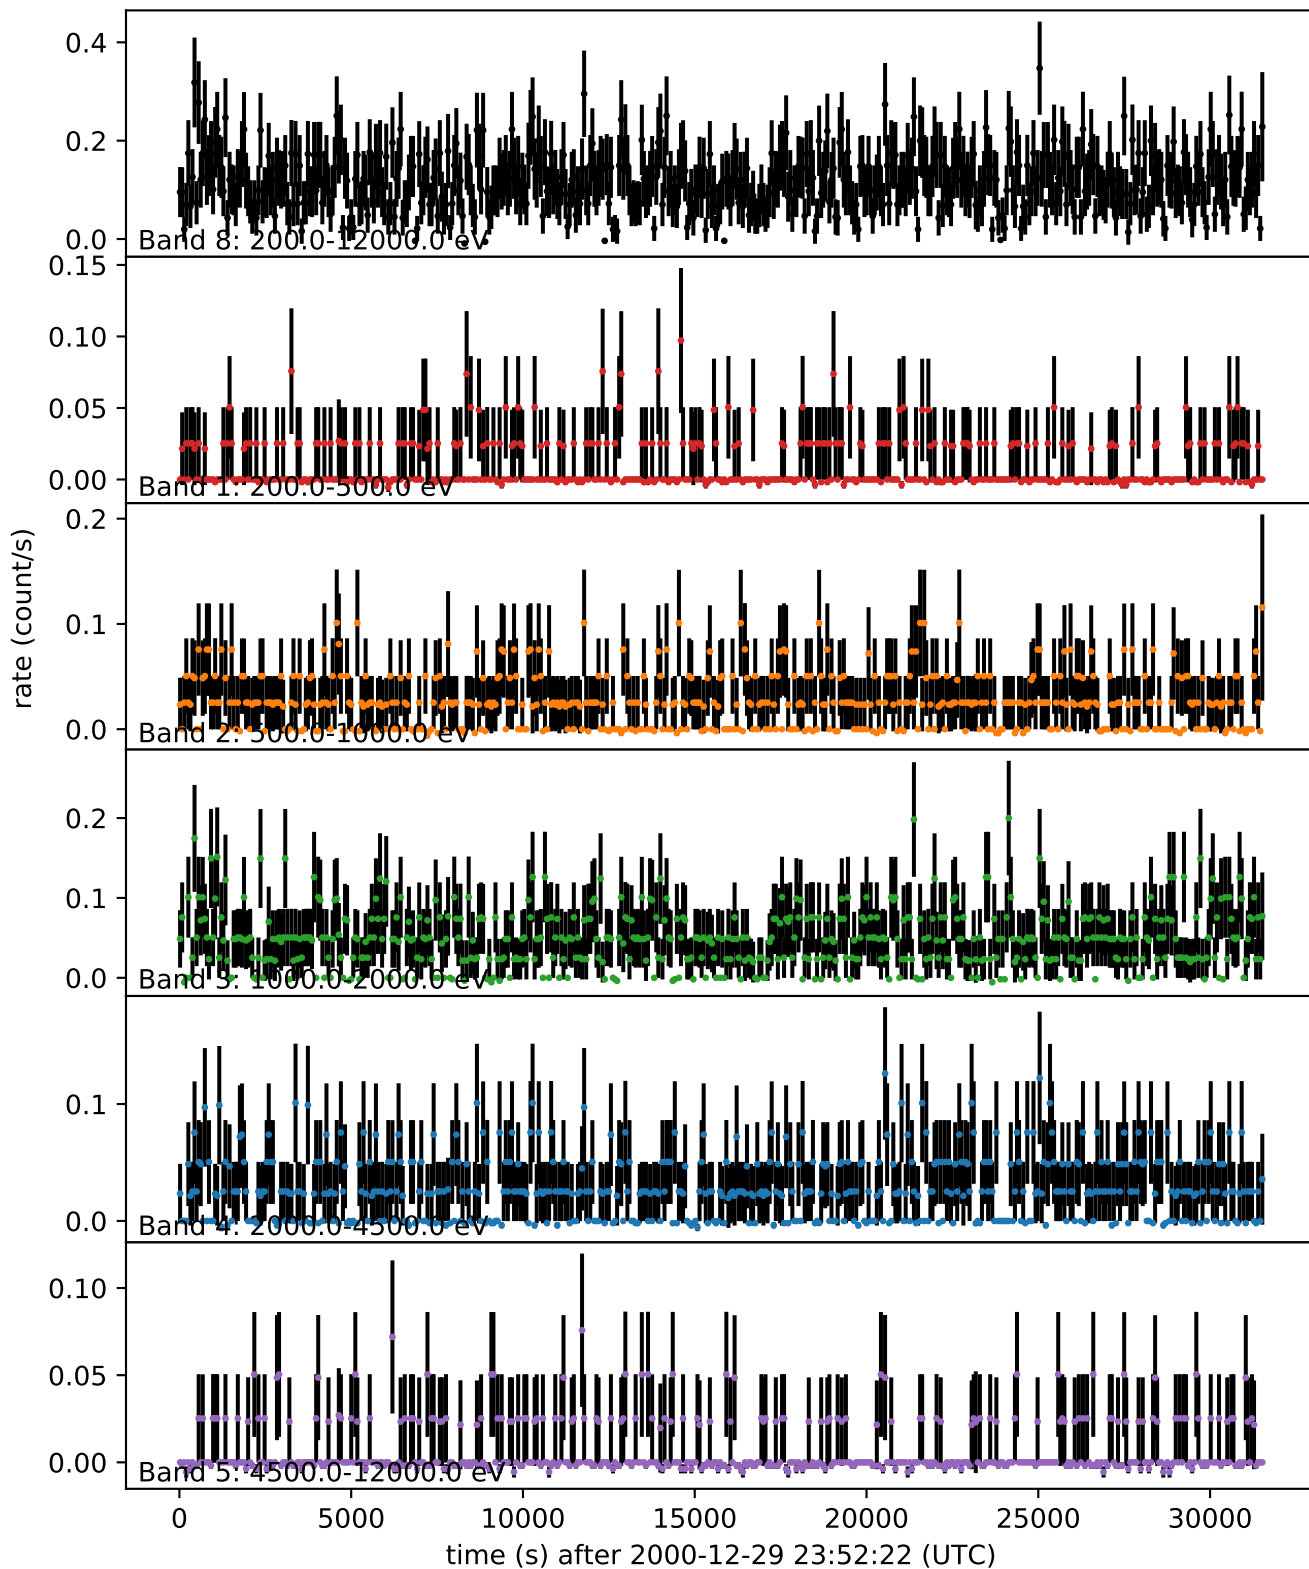 0.4
0.2
0.0
Band 8: 200.0-12000.0 eV
0.15
0.10
0.05
0.00
Band 1: 200.0-500.0 eV
0.2
0.1
0.0
Band 2: 500.0-1000.0 eV
rate (count/s)
0.2
0.1
0.0
Band 3: 1000.0-2000.0 eV
0.1
0.0
Band 4: 2000.0-4500.0 eV
0.10
0.05
0.00
Band 5: 4500.0-12000.0 eV
0 5000 10000 15000 20000 25000 30000
time (s) after 2000-12-29 23:52:22 (UTC)